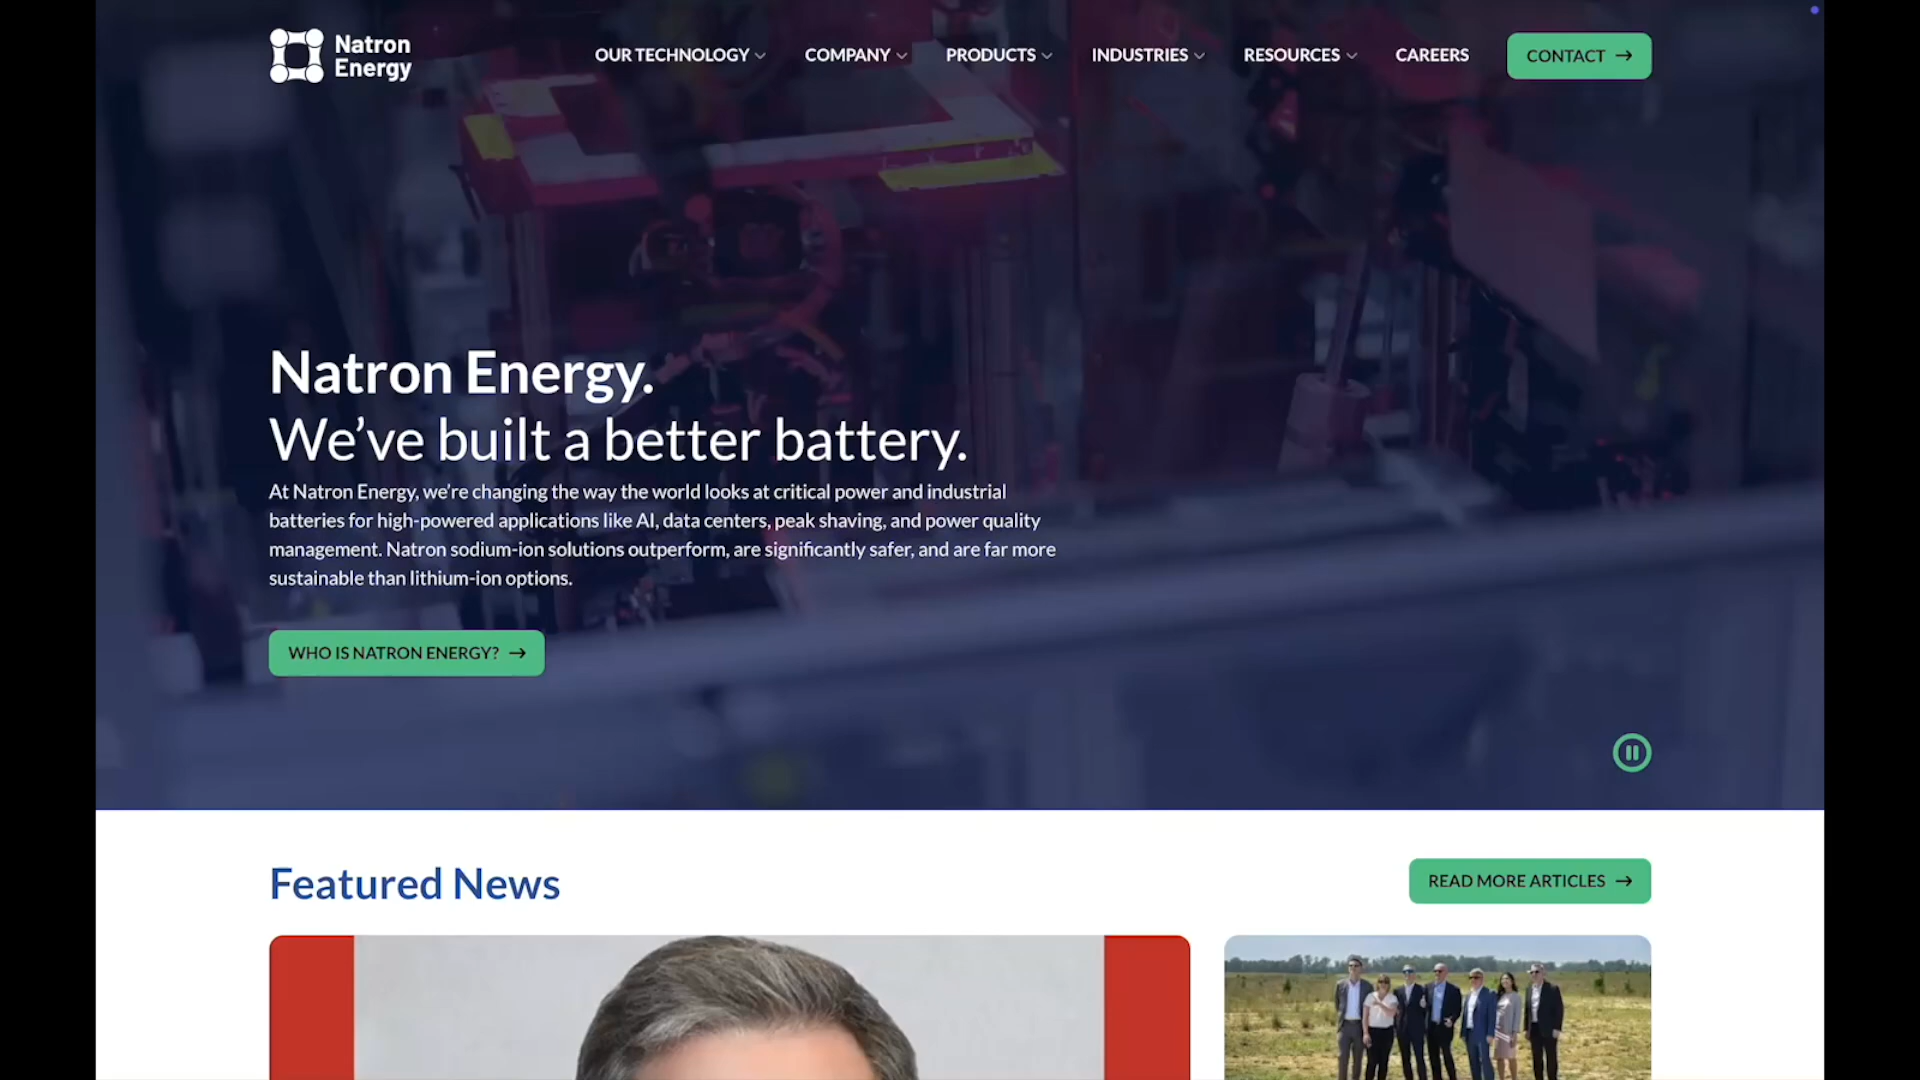 Natron
Energy
OUR TECHNOLOGY
COMPANY
PRODUCTS
INDUSTRIES
RESOURCES
CAREERS
CONTACT →
Natron Energy.
We’ve built a better battery.
At Natron Energy, we’re changing the way the world looks at critical power and industrial
batteries for high-powered applications like AI, data centers, peak shaving, and power quality
management. Natron sodium-ion solutions outperform, are significantly safer, and are far more
sustainable than lithium-ion options.
WHO IS NATRON ENERGY? →
Featured News
READ MORE ARTICLES →